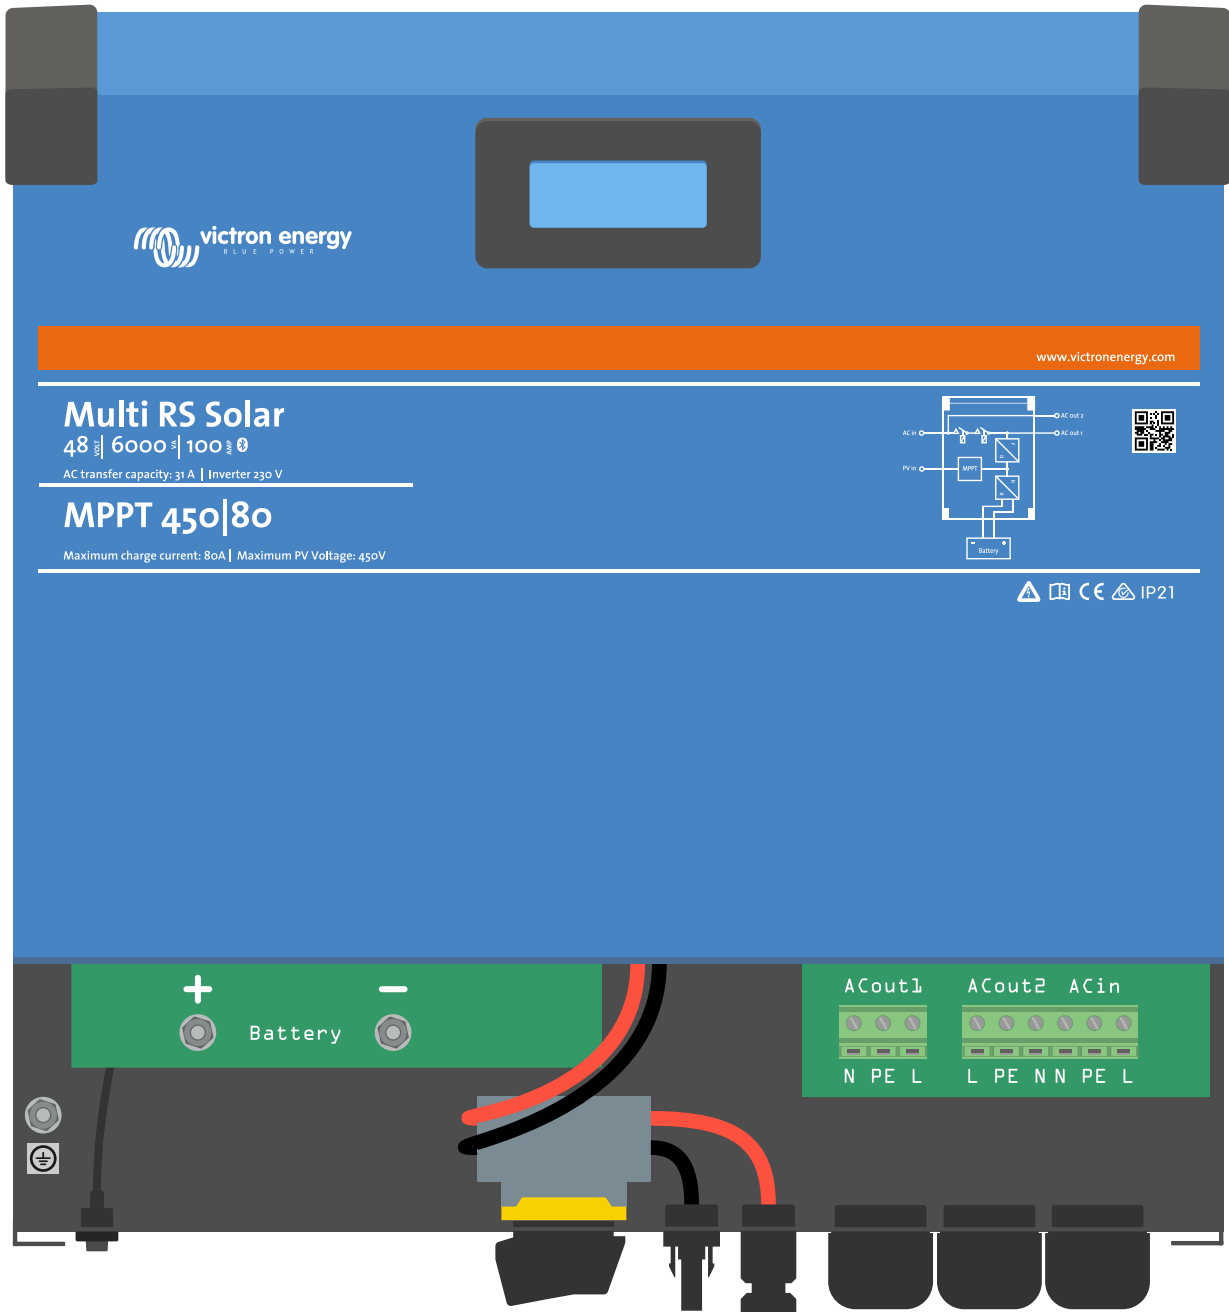 victron energy
BLUE POWER
www.victronenergy.com
Multi RS Solar
48 VOLT | 6000 VA | 100 AMP
AC transfer capacity: 31 A | Inverter 230 V
MPPT 450|80
Maximum charge current: 80A | Maximum PV Voltage: 450V
AC out 2
AC in
AC out 1
PV in
MPPT
- +
Battery
CE IP21
+ −
Battery
ACout1 ACout2 ACin
N PE L L PE N N PE L